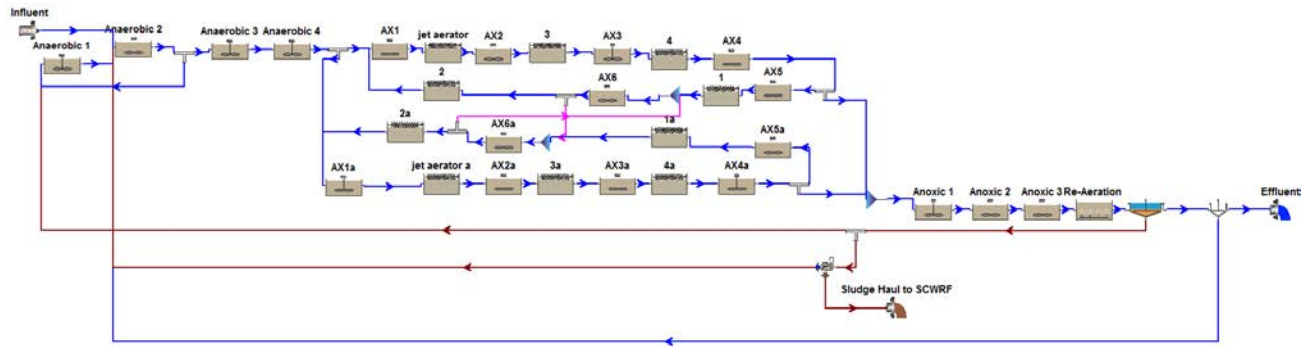 Influent
Anaerobic 1
Anaerobic 2
Anaerobic 3
Anaerobic 4
AX1
jet aerator
AX2
3
AX3
4
AX4
2
AX6
1
AX5
2a
AX6a
1a
AX5a
AX1a
jet aerator a
AX2a
3a
AX3a
4a
AX4a
Anoxic 1
Anoxic 2
Anoxic 3
Re-Aeration
Effluent
Sludge Haul to SCWRF